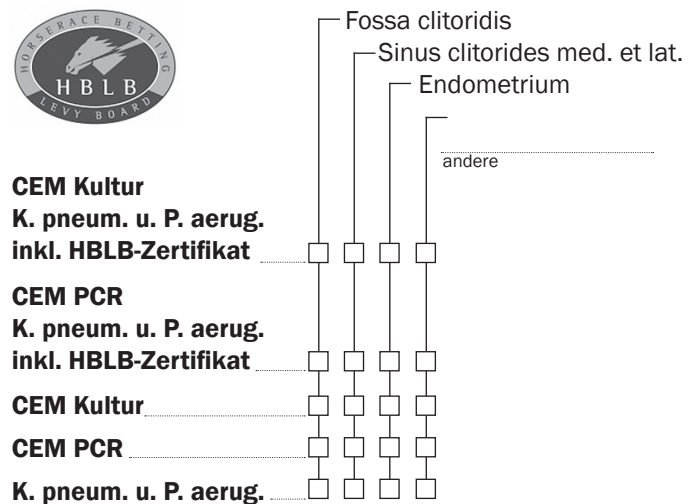 HORSERACE BETTING
HBLB
LEVY BOARD
Fossa clitoridis
Sinus clitorides med. et lat.
Endometrium
andere
CEM Kultur
K. pneum. u. P. aerug.
inkl. HBLB-Zertifikat
CEM PCR
K. pneum. u. P. aerug.
inkl. HBLB-Zertifikat
CEM Kultur
CEM PCR
K. pneum. u. P. aerug.